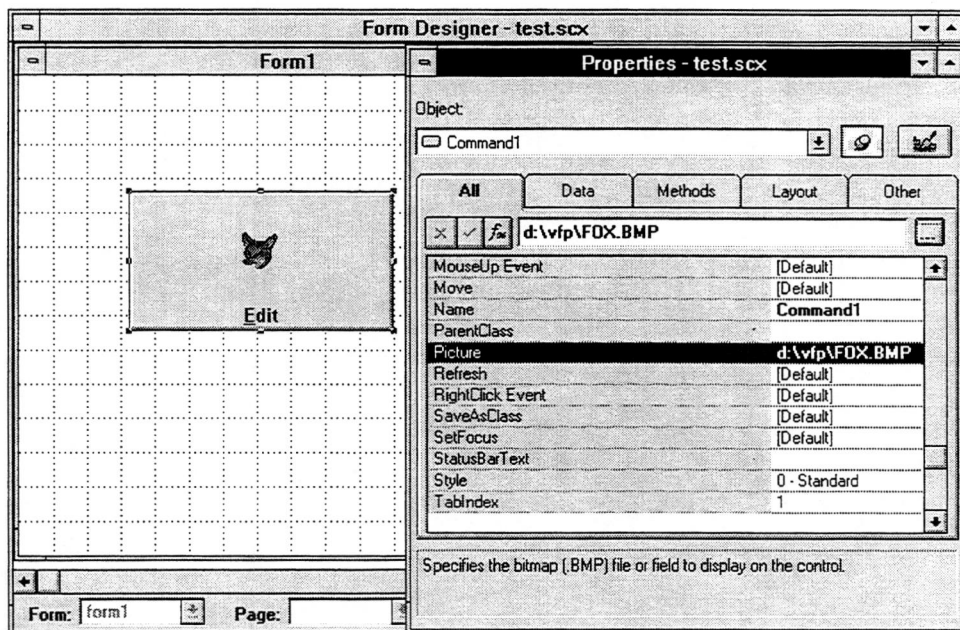 Form Designer - test.scx
Form1
Edit
Form: form1 Page:
Properties - test.scx
Object:
Command1
All Data Methods Layout Other
d:\vfp\FOX.BMP
MouseUp Event [Default]
Move [Default]
Name Command1
ParentClass
Picture d:\vfp\FOX.BMP
Refresh [Default]
RightClick Event [Default]
SaveAsClass [Default]
SetFocus [Default]
StatusBarText
Style 0 - Standard
TabIndex 1
Specifies the bitmap (.BMP) file or field to display on the control.